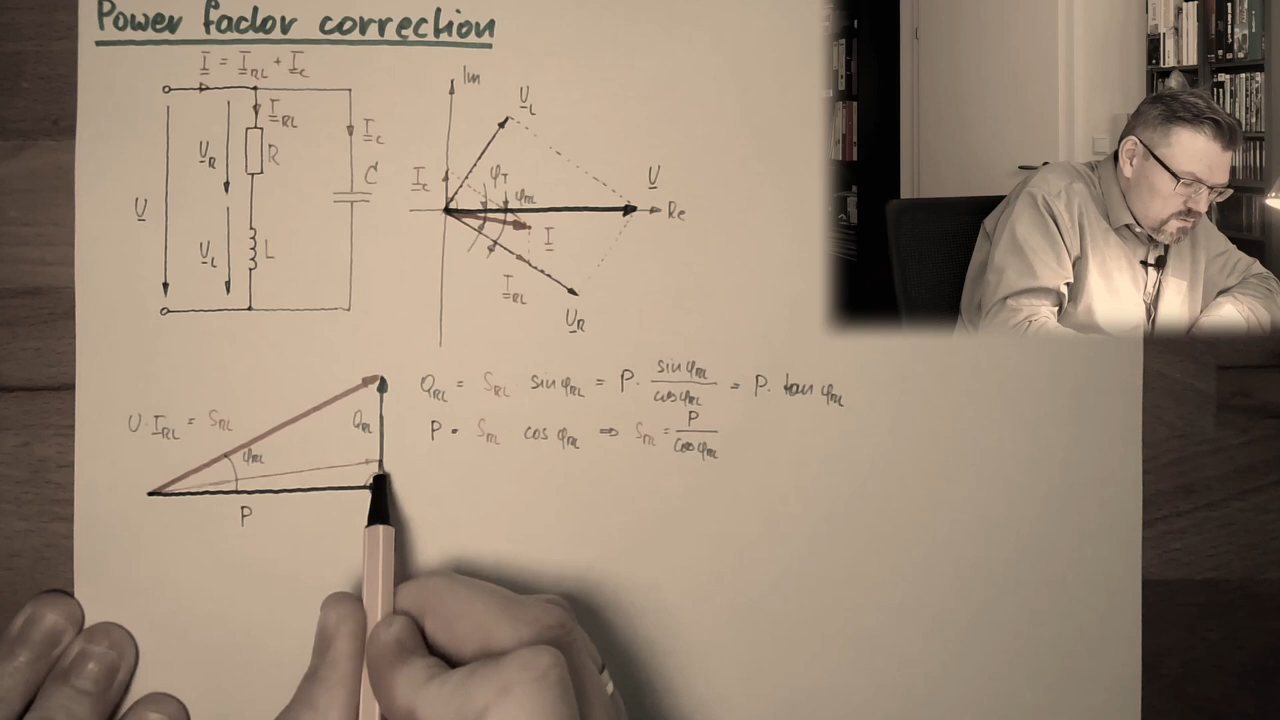 Power factor correction
I = I_RL + I_C
I_RL
I_C
U_R
R
C
U
U_L
L
Im
U_L
I_C
φ_T
φ_RL
U
Re
I
I_RL
U_R
Q_RL = S_RL sin φ_RL = P · sin φ_RL / cos φ_RL = P · tan φ_RL
U · I_RL = S_RL
Q_RL
P = S_RL cos φ_RL ⇒ S_RL = P / cos φ_RL
φ_RL
P